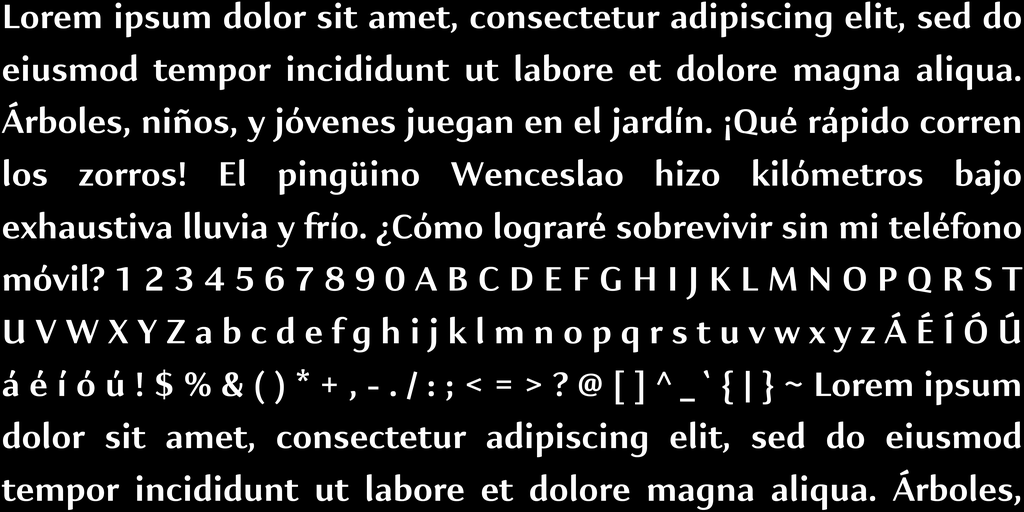 Lorem ipsum dolor sit amet, consectetur adipiscing elit, sed do
eiusmod tempor incididunt ut labore et dolore magna aliqua.
Árboles, niños, y jóvenes juegan en el jardín. ¡Qué rápido corren
los zorros! El pingüino Wenceslao hizo kilómetros bajo
exhaustiva lluvia y frío. ¿Cómo lograré sobrevivir sin mi teléfono
móvil? 1 2 3 4 5 6 7 8 9 0 A B C D E F G H I J K L M N O P Q R S T
U V W X Y Z a b c d e f g h i j k l m n o p q r s t u v w x y z Á É Í Ó Ú
á é í ó ú ! $ % & ( ) * + , - . / : ; < = > ? @ [ ] ^ _ ` { | } ~ Lorem ipsum
dolor sit amet, consectetur adipiscing elit, sed do eiusmod
tempor incididunt ut labore et dolore magna aliqua. Árboles,